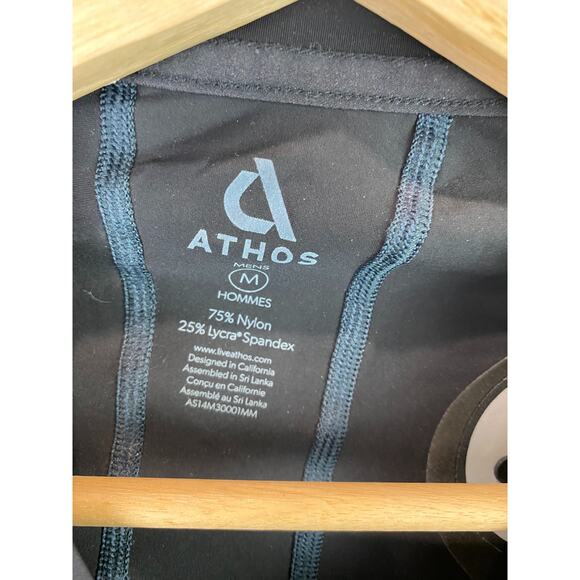 ATHOS
MENS
M
HOMMES
75% Nylon
25% Lycra® Spandex
www.liveathos.com
Designed in California
Assembled in Sri Lanka
Conçu en Californie
Assemblé au Sri Lanka
AS14M30001MM